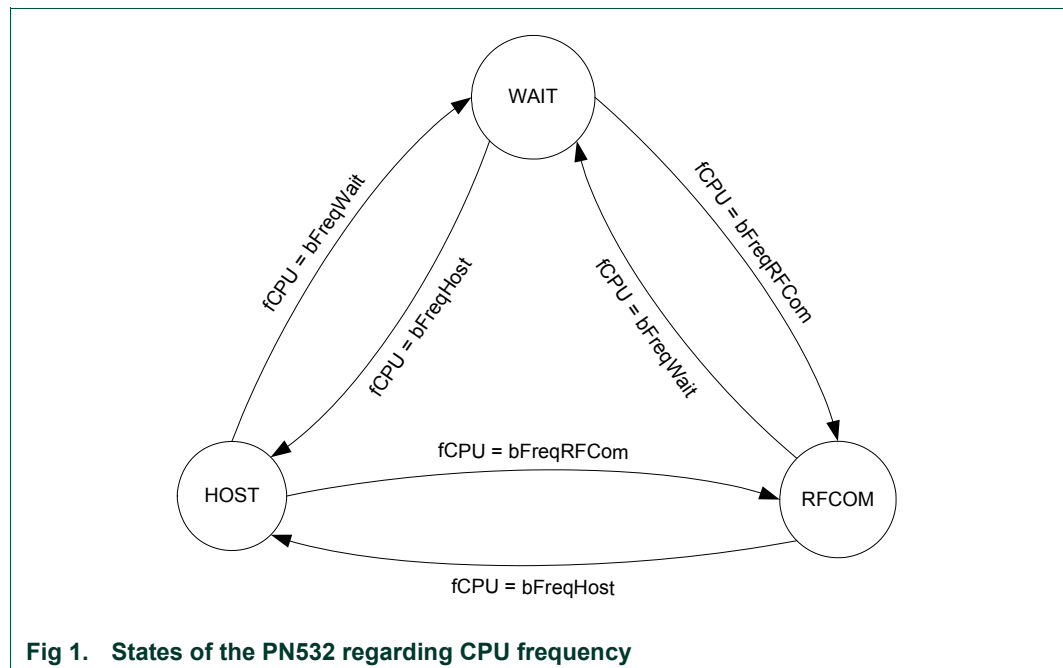 WAIT
fCPU = bFreqWait
fCPU = bFreqHost
fCPU = bFreqWait
fCPU = bFreqRFCom
HOST
fCPU = bFreqRFCom
RFCOM
fCPU = bFreqHost
Fig 1. States of the PN532 regarding CPU frequency